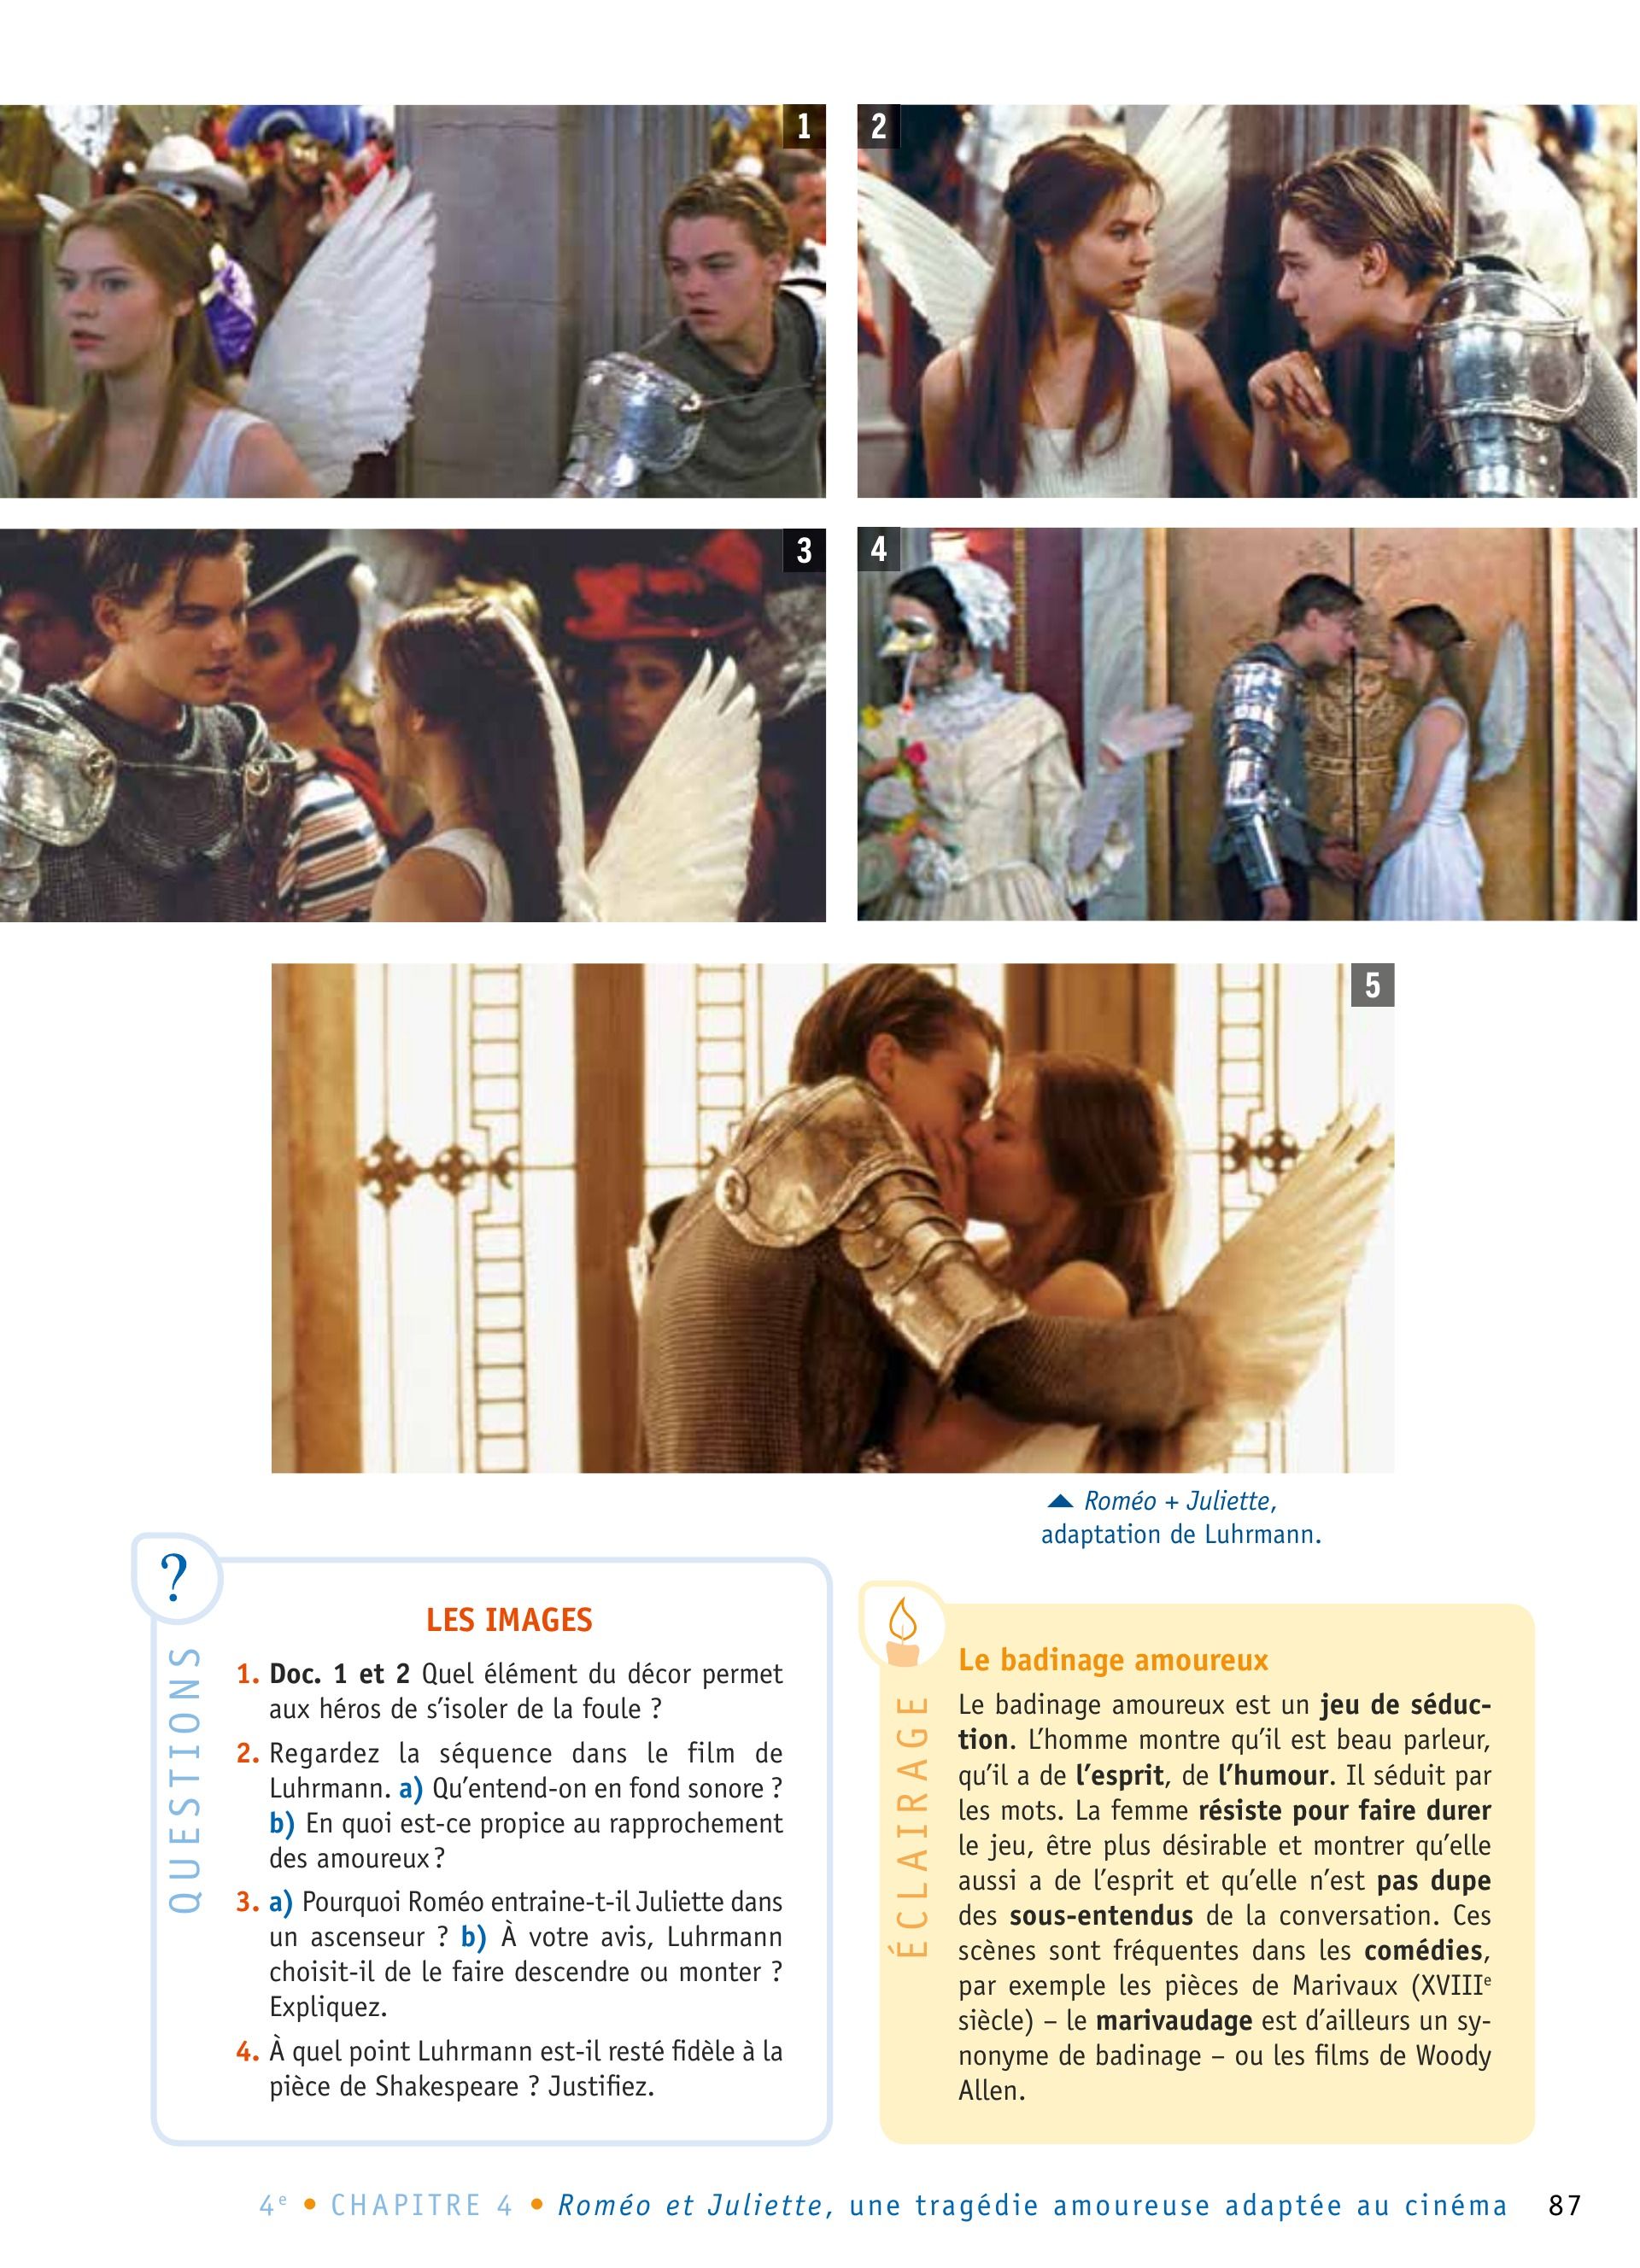 1
2
3
4
5
Roméo + Juliette,
adaptation de Luhrmann.
?
QUESTIONS
LES IMAGES
1. Doc. 1 et 2 Quel élément du décor permet
aux héros de s’isoler de la foule ?
2. Regardez la séquence dans le film de
Luhrmann. a) Qu’entend-on en fond sonore ?
b) En quoi est-ce propice au rapprochement
des amoureux ?
3. a) Pourquoi Roméo entraine-t-il Juliette dans
un ascenseur ? b) À votre avis, Luhrmann
choisit-il de le faire descendre ou monter ?
Expliquez.
4. À quel point Luhrmann est-il resté fidèle à la
pièce de Shakespeare ? Justifiez.
ÉCLAIRAGE
Le badinage amoureux
Le badinage amoureux est un jeu de séduc-
tion. L’homme montre qu’il est beau parleur,
qu’il a de l’esprit, de l’humour. Il séduit par
les mots. La femme résiste pour faire durer
le jeu, être plus désirable et montrer qu’elle
aussi a de l’esprit et qu’elle n’est pas dupe
des sous-entendus de la conversation. Ces
scènes sont fréquentes dans les comédies,
par exemple les pièces de Marivaux (XVIIIe
siècle) – le marivaudage est d’ailleurs un sy-
nonyme de badinage – ou les films de Woody
Allen.
4e • CHAPITRE 4 • Roméo et Juliette, une tragédie amoureuse adaptée au cinéma 87